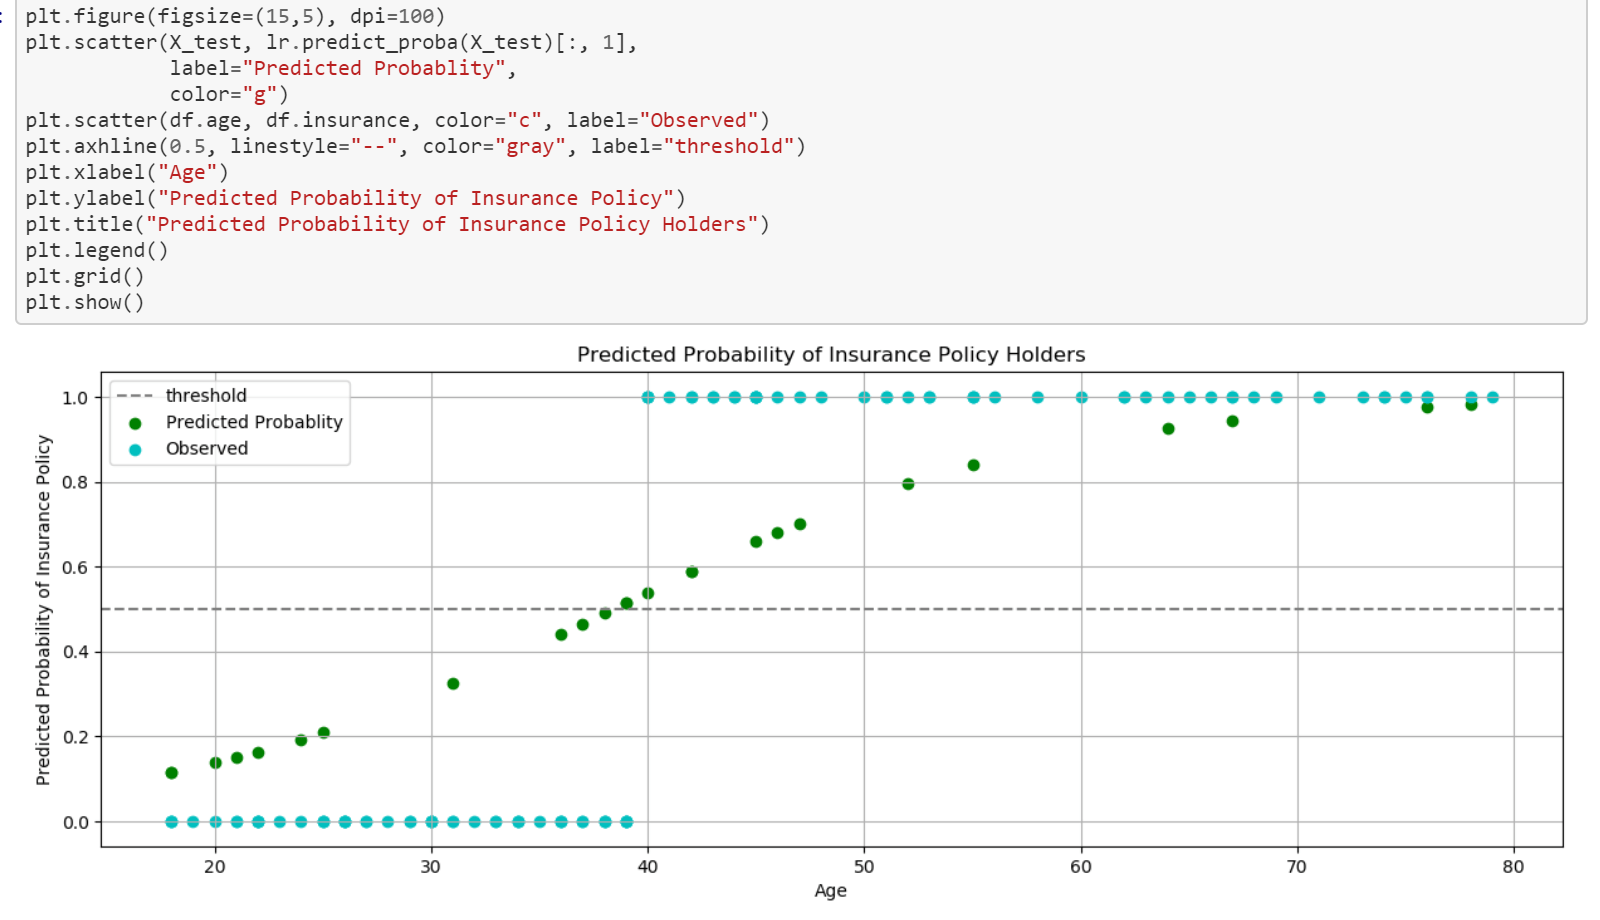 :
plt.figure(figsize=(15,5), dpi=100)
plt.scatter(X_test, lr.predict_proba(X_test)[:, 1],
            label="Predicted Probablity",
            color="g")
plt.scatter(df.age, df.insurance, color="c", label="Observed")
plt.axhline(0.5, linestyle="--", color="gray", label="threshold")
plt.xlabel("Age")
plt.ylabel("Predicted Probability of Insurance Policy")
plt.title("Predicted Probability of Insurance Policy Holders")
plt.legend()
plt.grid()
plt.show()
Predicted Probability of Insurance Policy Holders
threshold
Predicted Probablity
Observed
Predicted Probability of Insurance Policy
1.0
0.8
0.6
0.4
0.2
0.0
20 30 40 50 60 70 80
Age